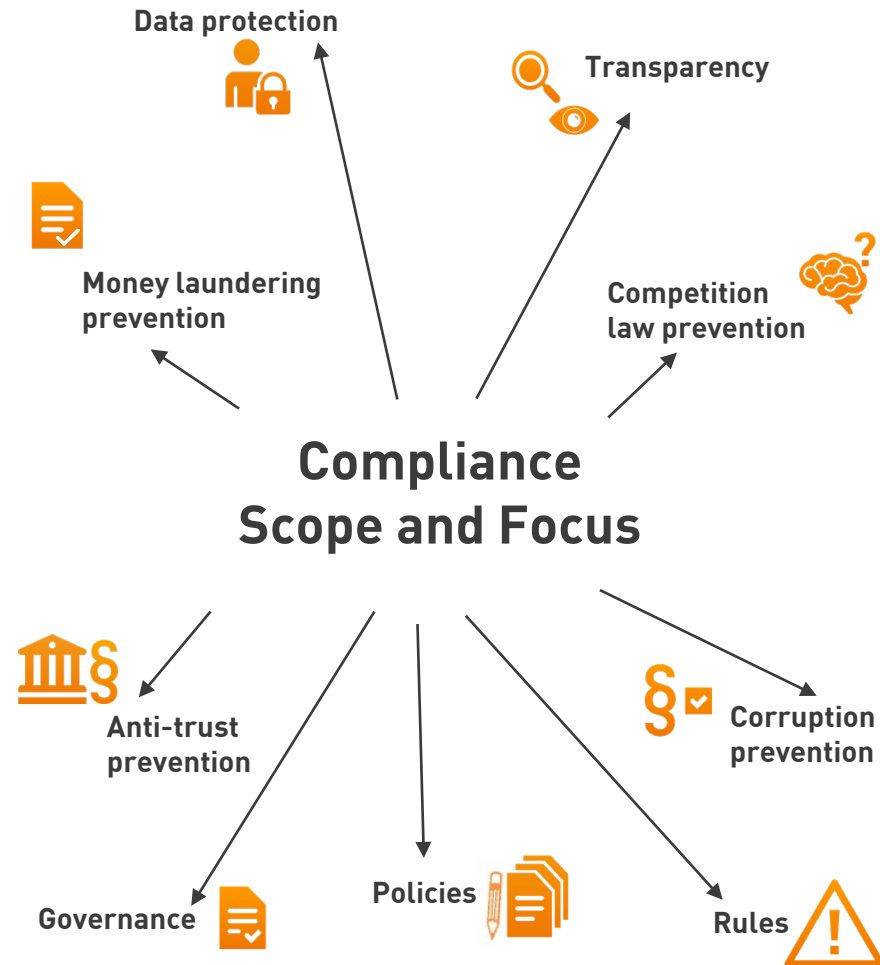 Data protection
Transparency
Money laundering
prevention
Competition
law prevention
Compliance
Scope and Focus
§
Anti-trust
prevention
§
Corruption
prevention
Governance
Policies
Rules